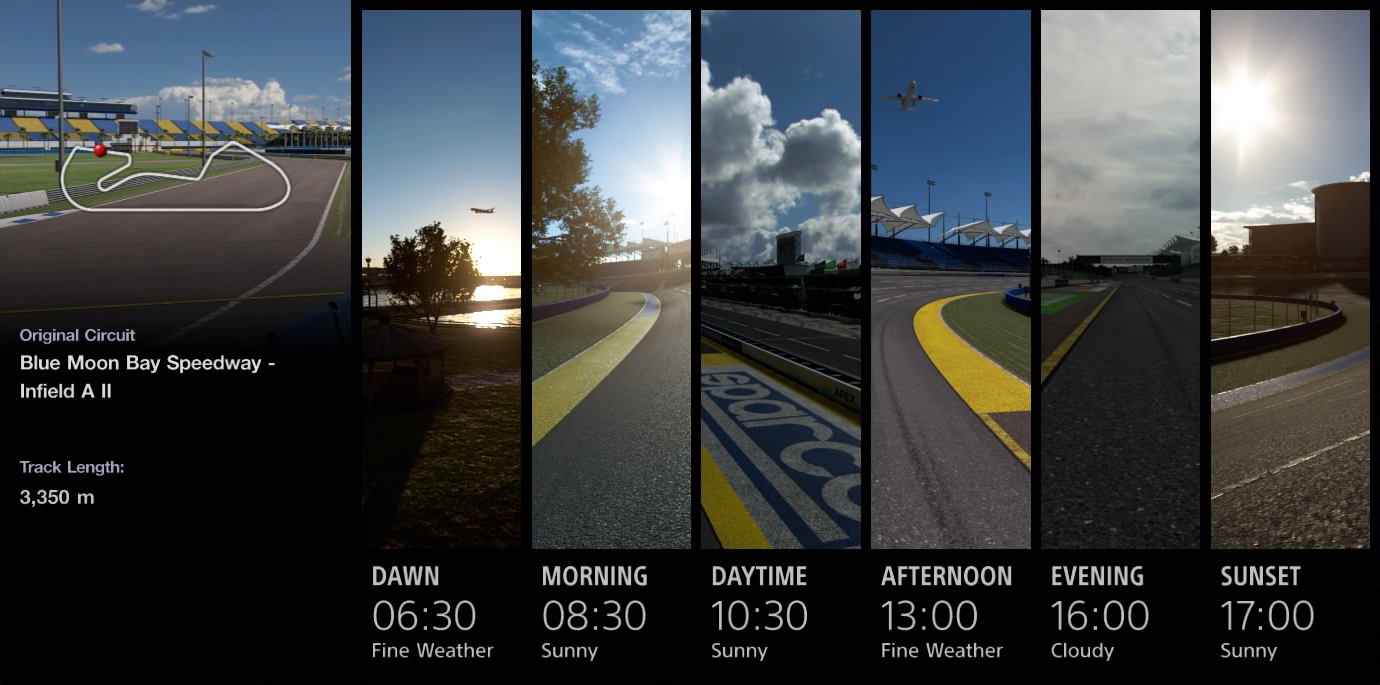 Original Circuit
Blue Moon Bay Speedway -
Infield A II
Track Length:
3,350 m
sparco
APEX
DAWN
06:30
Fine Weather
MORNING
08:30
Sunny
DAYTIME
10:30
Sunny
AFTERNOON
13:00
Fine Weather
EVENING
16:00
Cloudy
SUNSET
17:00
Sunny